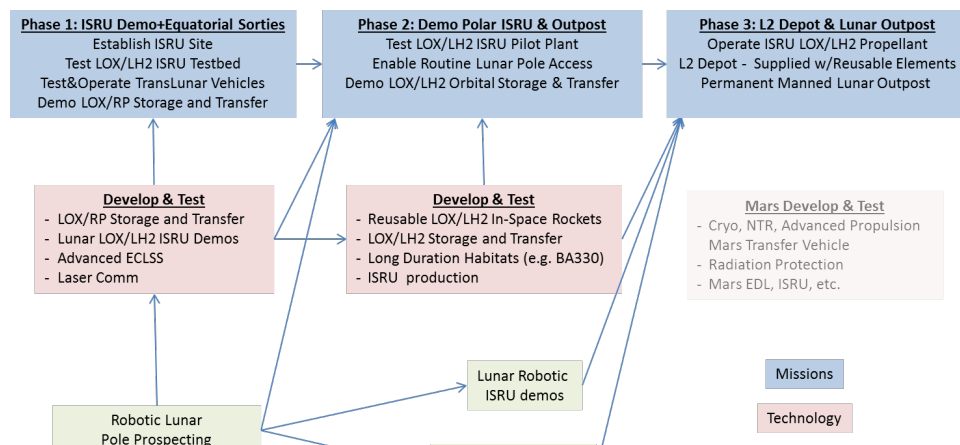 Phase 1: ISRU Demo+Equatorial Sorties
Establish ISRU Site
Test LOX/LH2 ISRU Testbed
Test&Operate TransLunar Vehicles
Demo LOX/RP Storage and Transfer
Phase 2: Demo Polar ISRU & Outpost
Test LOX/LH2 ISRU Pilot Plant
Enable Routine Lunar Pole Access
Demo LOX/LH2 Orbital Storage & Transfer
Phase 3: L2 Depot & Lunar Outpost
Operate ISRU LOX/LH2 Propellant
L2 Depot - Supplied w/Reusable Elements
Permanent Manned Lunar Outpost
Develop & Test
- LOX/RP Storage and Transfer
- Lunar LOX/LH2 ISRU Demos
- Advanced ECLSS
- Laser Comm
Develop & Test
- Reusable LOX/LH2 In-Space Rockets
- LOX/LH2 Storage and Transfer
- Long Duration Habitats (e.g. BA330)
- ISRU production
Mars Develop & Test
- Cryo, NTR, Advanced Propulsion
Mars Transfer Vehicle
- Radiation Protection
- Mars EDL, ISRU, etc.
Lunar Robotic
ISRU demos
Missions
Technology
Robotic Lunar
Pole Prospecting